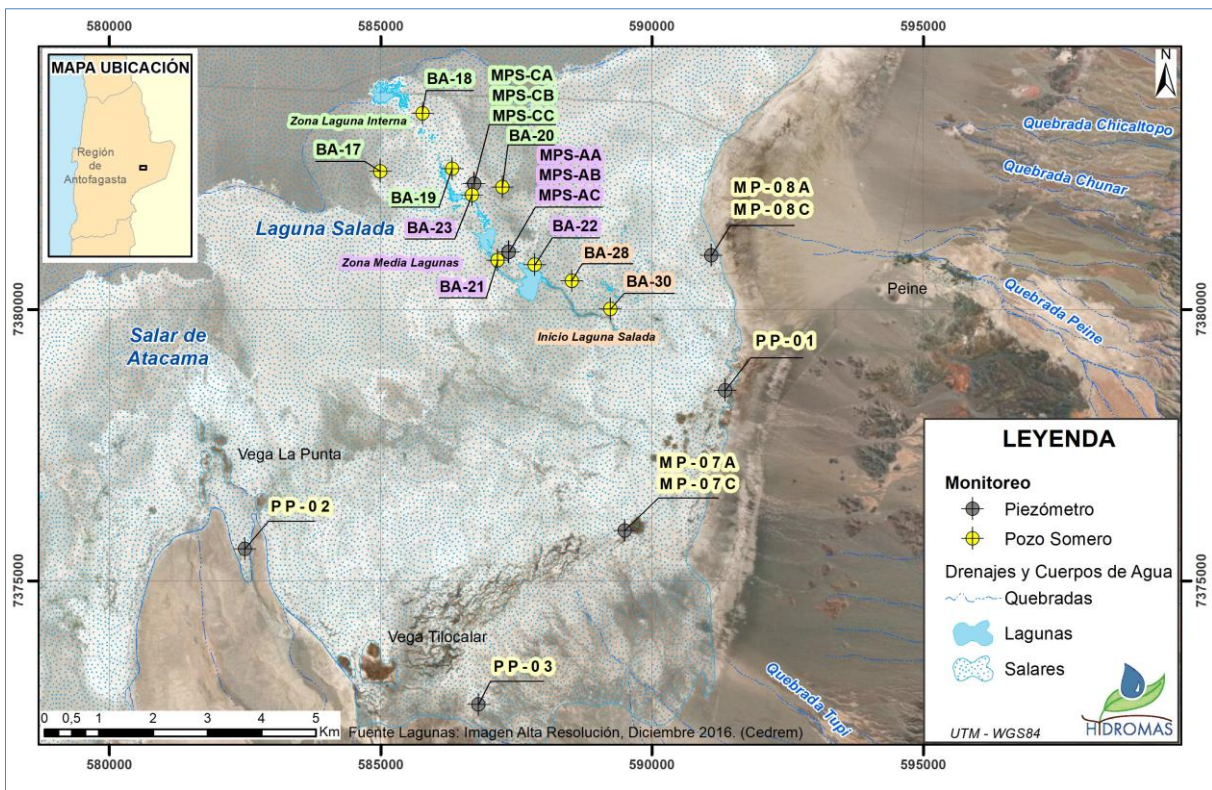 580000
585000
590000
595000
MAPA UBICACIÓN
Región
de
Antofagasta
N
BA-18
MPS-CA
MPS-CB
MPS-CC
Zona Laguna Interna
BA-17
BA-20
MPS-AA
MPS-AB
MPS-AC
Quebrada Chicaltopo
Quebrada Chunar
BA-19
MP-08A
MP-08C
Laguna Salada
BA-23
BA-22
Zona Media Lagunas
BA-28
BA-21
BA-30
Peine
Quebrada Peine
7380000
7380000
Salar de
Atacama
Inicio Laguna Salada
PP-01
Vega La Punta
MP-07A
MP-07C
PP-02
LEYENDA
Monitoreo
Piezómetro
Pozo Somero
Drenajes y Cuerpos de Agua
Quebradas
Lagunas
Salares
7375000
7375000
Vega Tilocalar
PP-03
Quebrada Tupi
0 0,5 1 2 3 4 5
Km
Fuente Lagunas: Imagen Alta Resolución, Diciembre 2016. (Cedrem)
UTM - WGS84
HIDROMAS
580000
585000
590000
595000